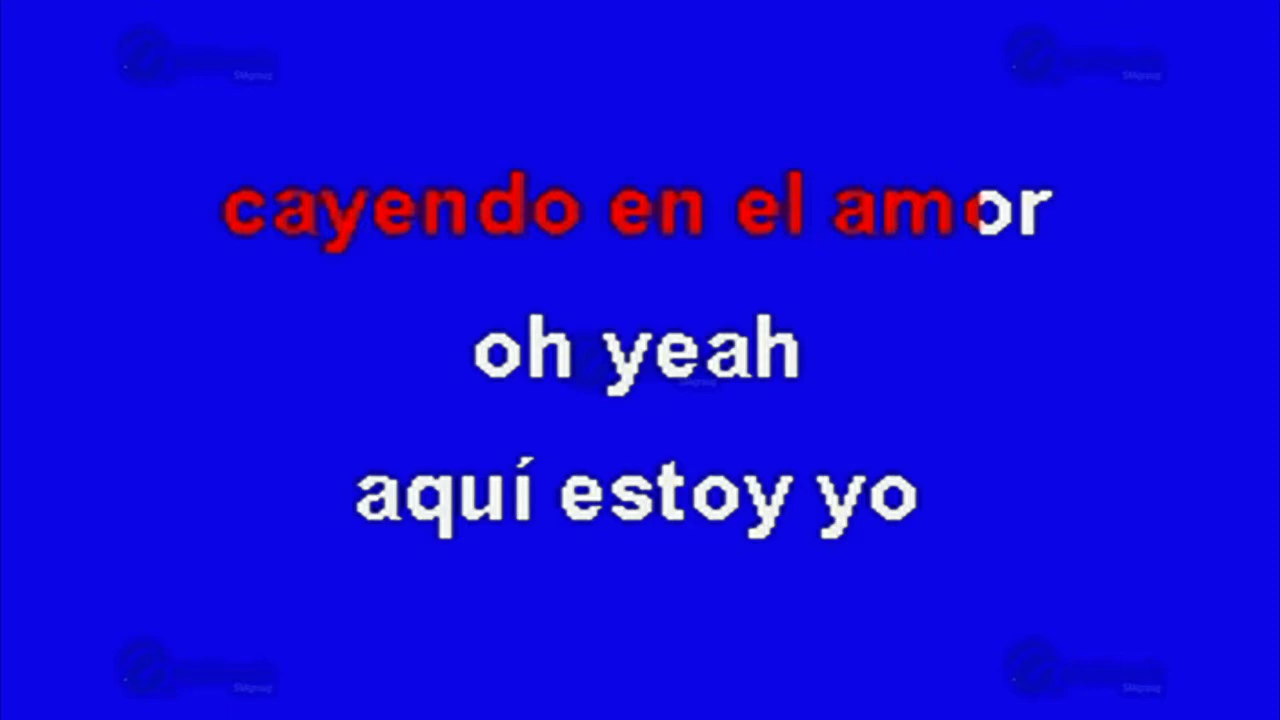 cayendo en el amor
oh yeah
aquí estoy yo